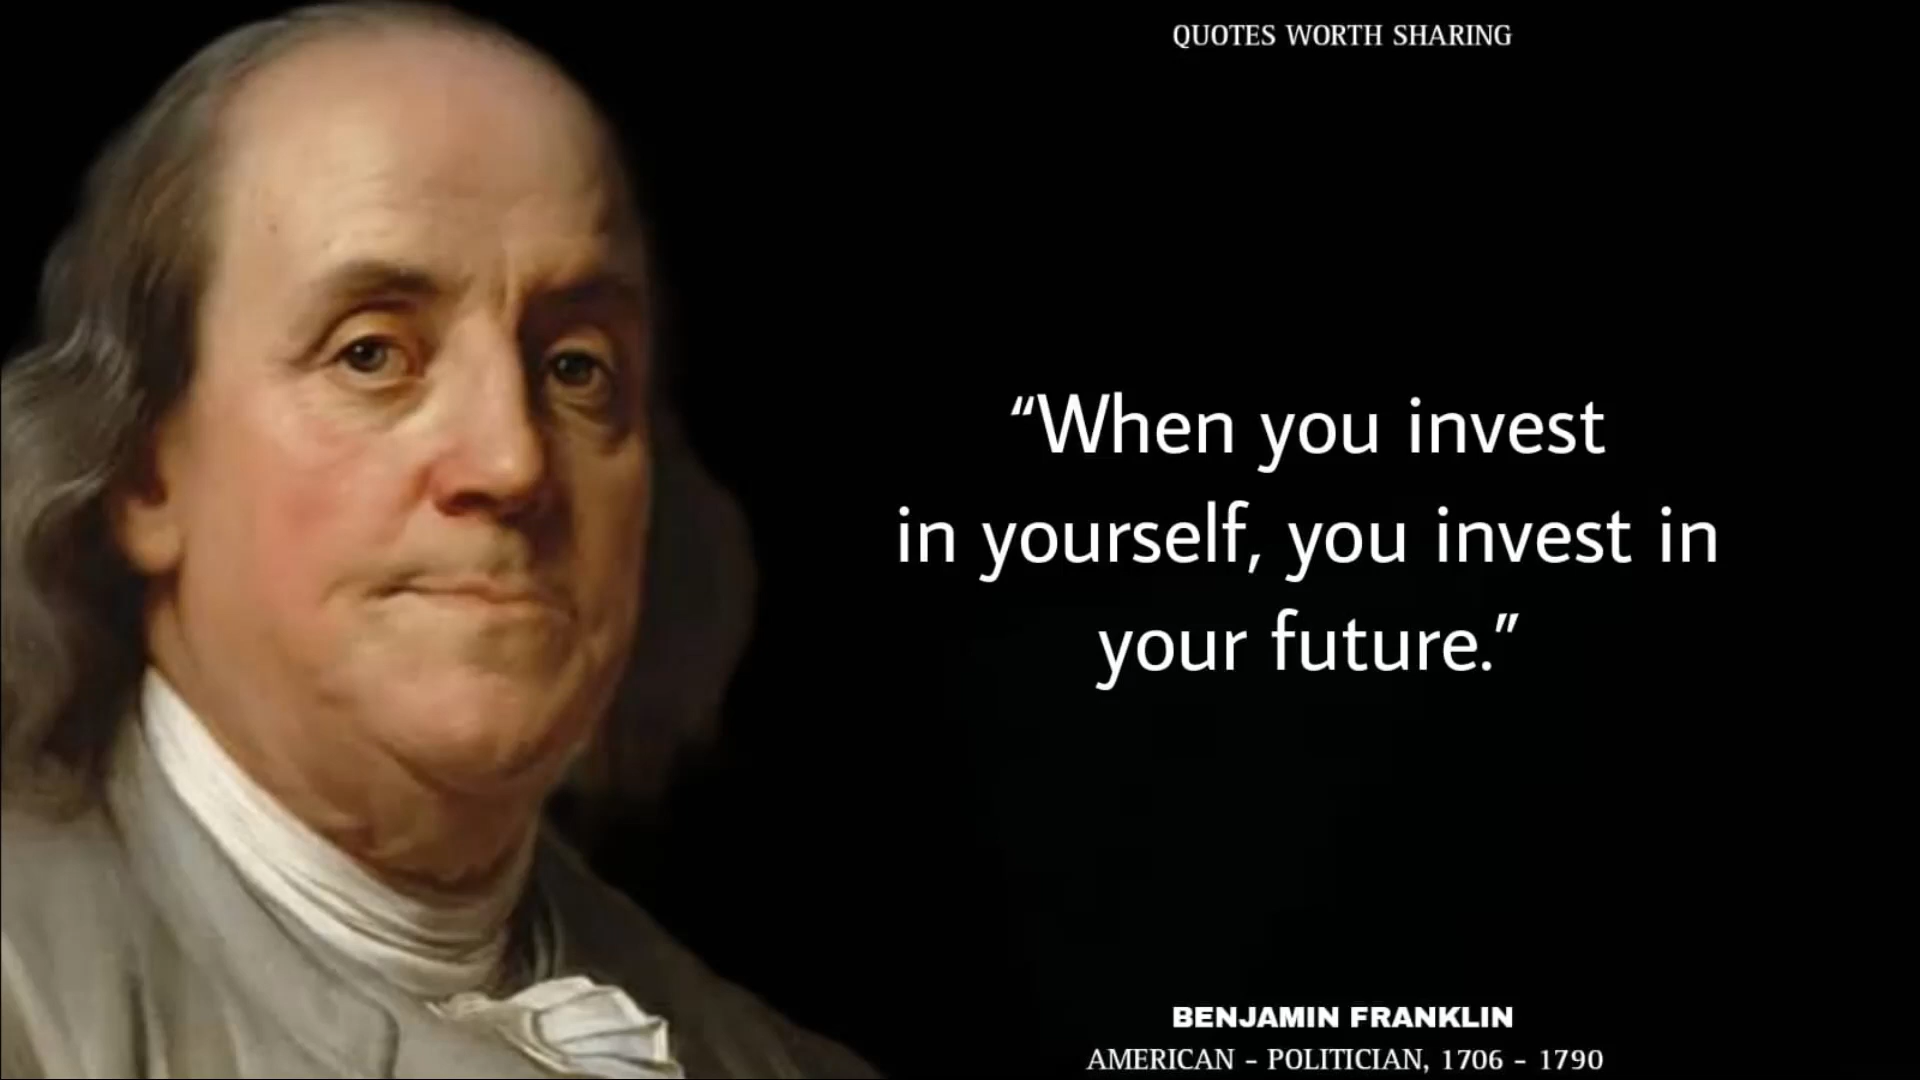 QUOTES WORTH SHARING
“When you invest
in yourself, you invest in
your future.”
BENJAMIN FRANKLIN
AMERICAN - POLITICIAN, 1706 - 1790